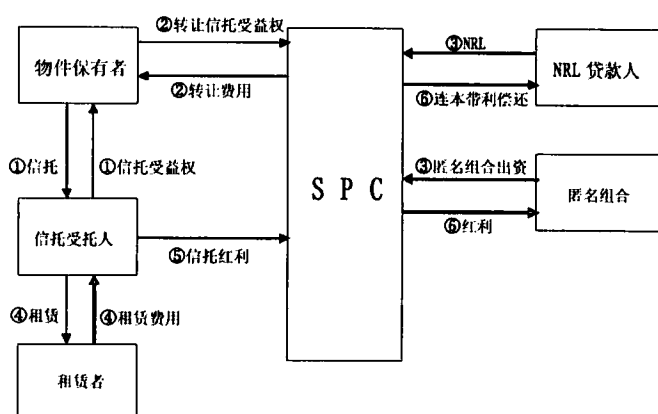 ②转让信托受益权
物件保有者
②转让费用
③NRL
NRL 贷款人
⑥连本带利偿还
①信托
①信托受益权
SPC
③匿名组合出资
匿名组合
⑥红利
信托受托人
⑤信托红利
④租赁
④租赁费用
租赁者